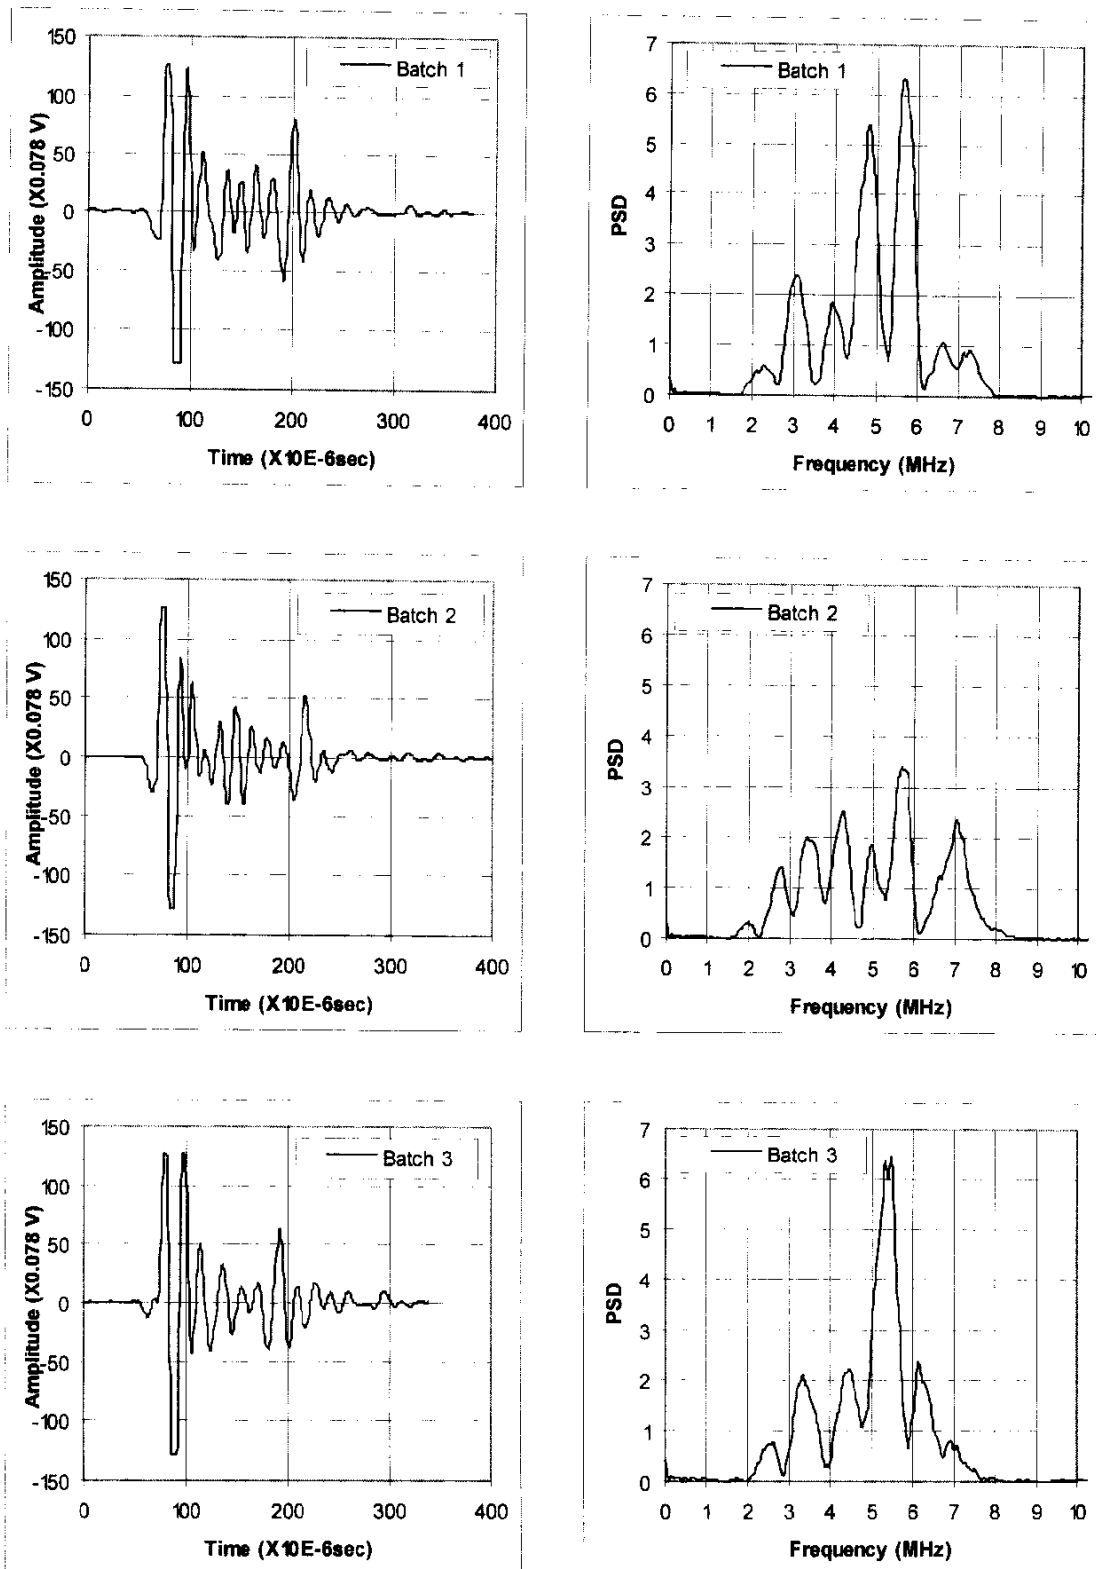 150
100
50
0
-50
-100
-150
Amplitude (X0.078 V)
Batch 1
0 100 200 300 400
Time (X10E-6sec)
7
6
5
4
3
2
1
0
PSD
Batch 1
0 1 2 3 4 5 6 7 8 9 10
Frequency (MHz)
150
100
50
0
-50
-100
-150
Amplitude (X0.078 V)
Batch 2
0 100 200 300 400
Time (X10E-6sec)
7
6
5
4
3
2
1
0
PSD
Batch 2
0 1 2 3 4 5 6 7 8 9 10
Frequency (MHz)
150
100
50
0
-50
-100
-150
Amplitude (X0.078 V)
Batch 3
0 100 200 300 400
Time (X10E-6sec)
7
6
5
4
3
2
1
0
PSD
Batch 3
0 1 2 3 4 5 6 7 8 9 10
Frequency (MHz)